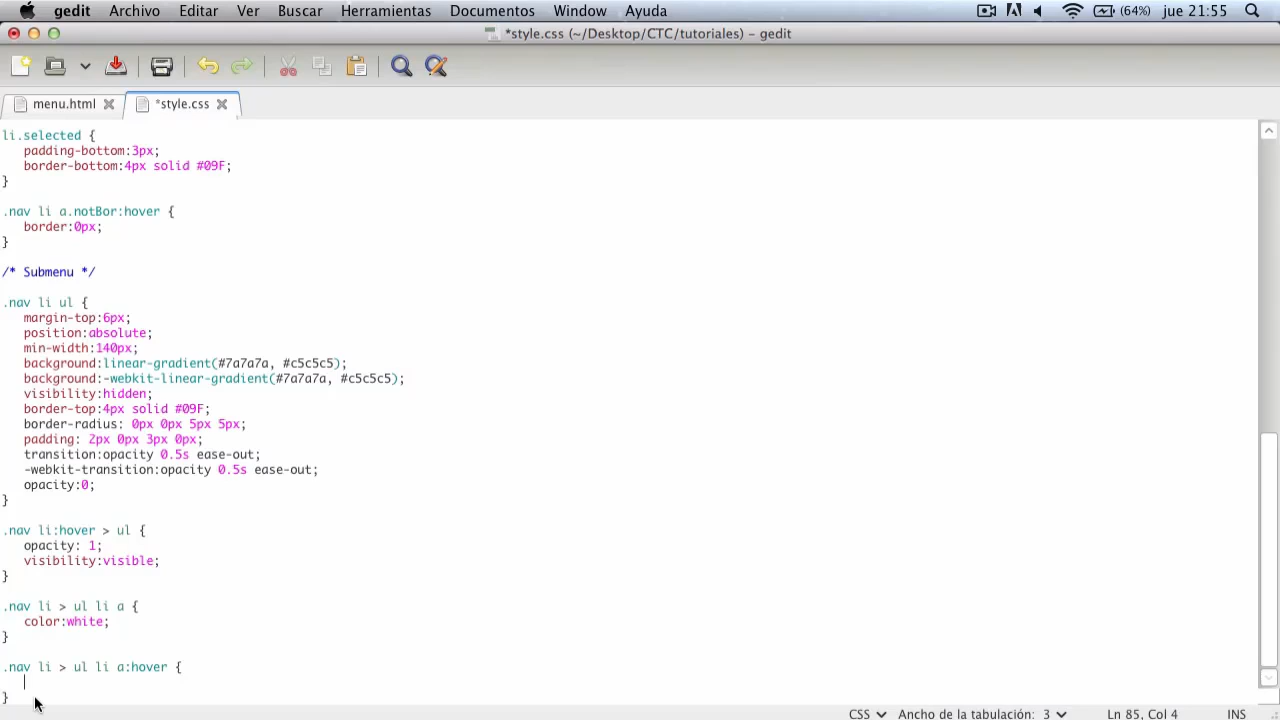 gedit Archivo Editar Ver Buscar Herramientas Documentos Window Ayuda (64%) jue 21:55
*style.css (~/Desktop/CTC/tutoriales) – gedit
menu.html *style.css
li.selected {
padding-bottom:3px;
border-bottom:4px solid #09F;
}
.nav li a.notBor:hover {
border:0px;
}
/* Submenu */
.nav li ul {
margin-top:6px;
position:absolute;
min-width:140px;
background:linear-gradient(#7a7a7a, #c5c5c5);
background:-webkit-linear-gradient(#7a7a7a, #c5c5c5);
visibility:hidden;
border-top:4px solid #09F;
border-radius: 0px 0px 5px 5px;
padding: 2px 0px 3px 0px;
transition:opacity 0.5s ease-out;
-webkit-transition:opacity 0.5s ease-out;
opacity:0;
}
.nav li:hover > ul {
opacity: 1;
visibility:visible;
}
.nav li > ul li a {
color:white;
}
.nav li > ul li a:hover {
}
CSS Ancho de la tabulación: 3 Ln 85, Col 4 INS